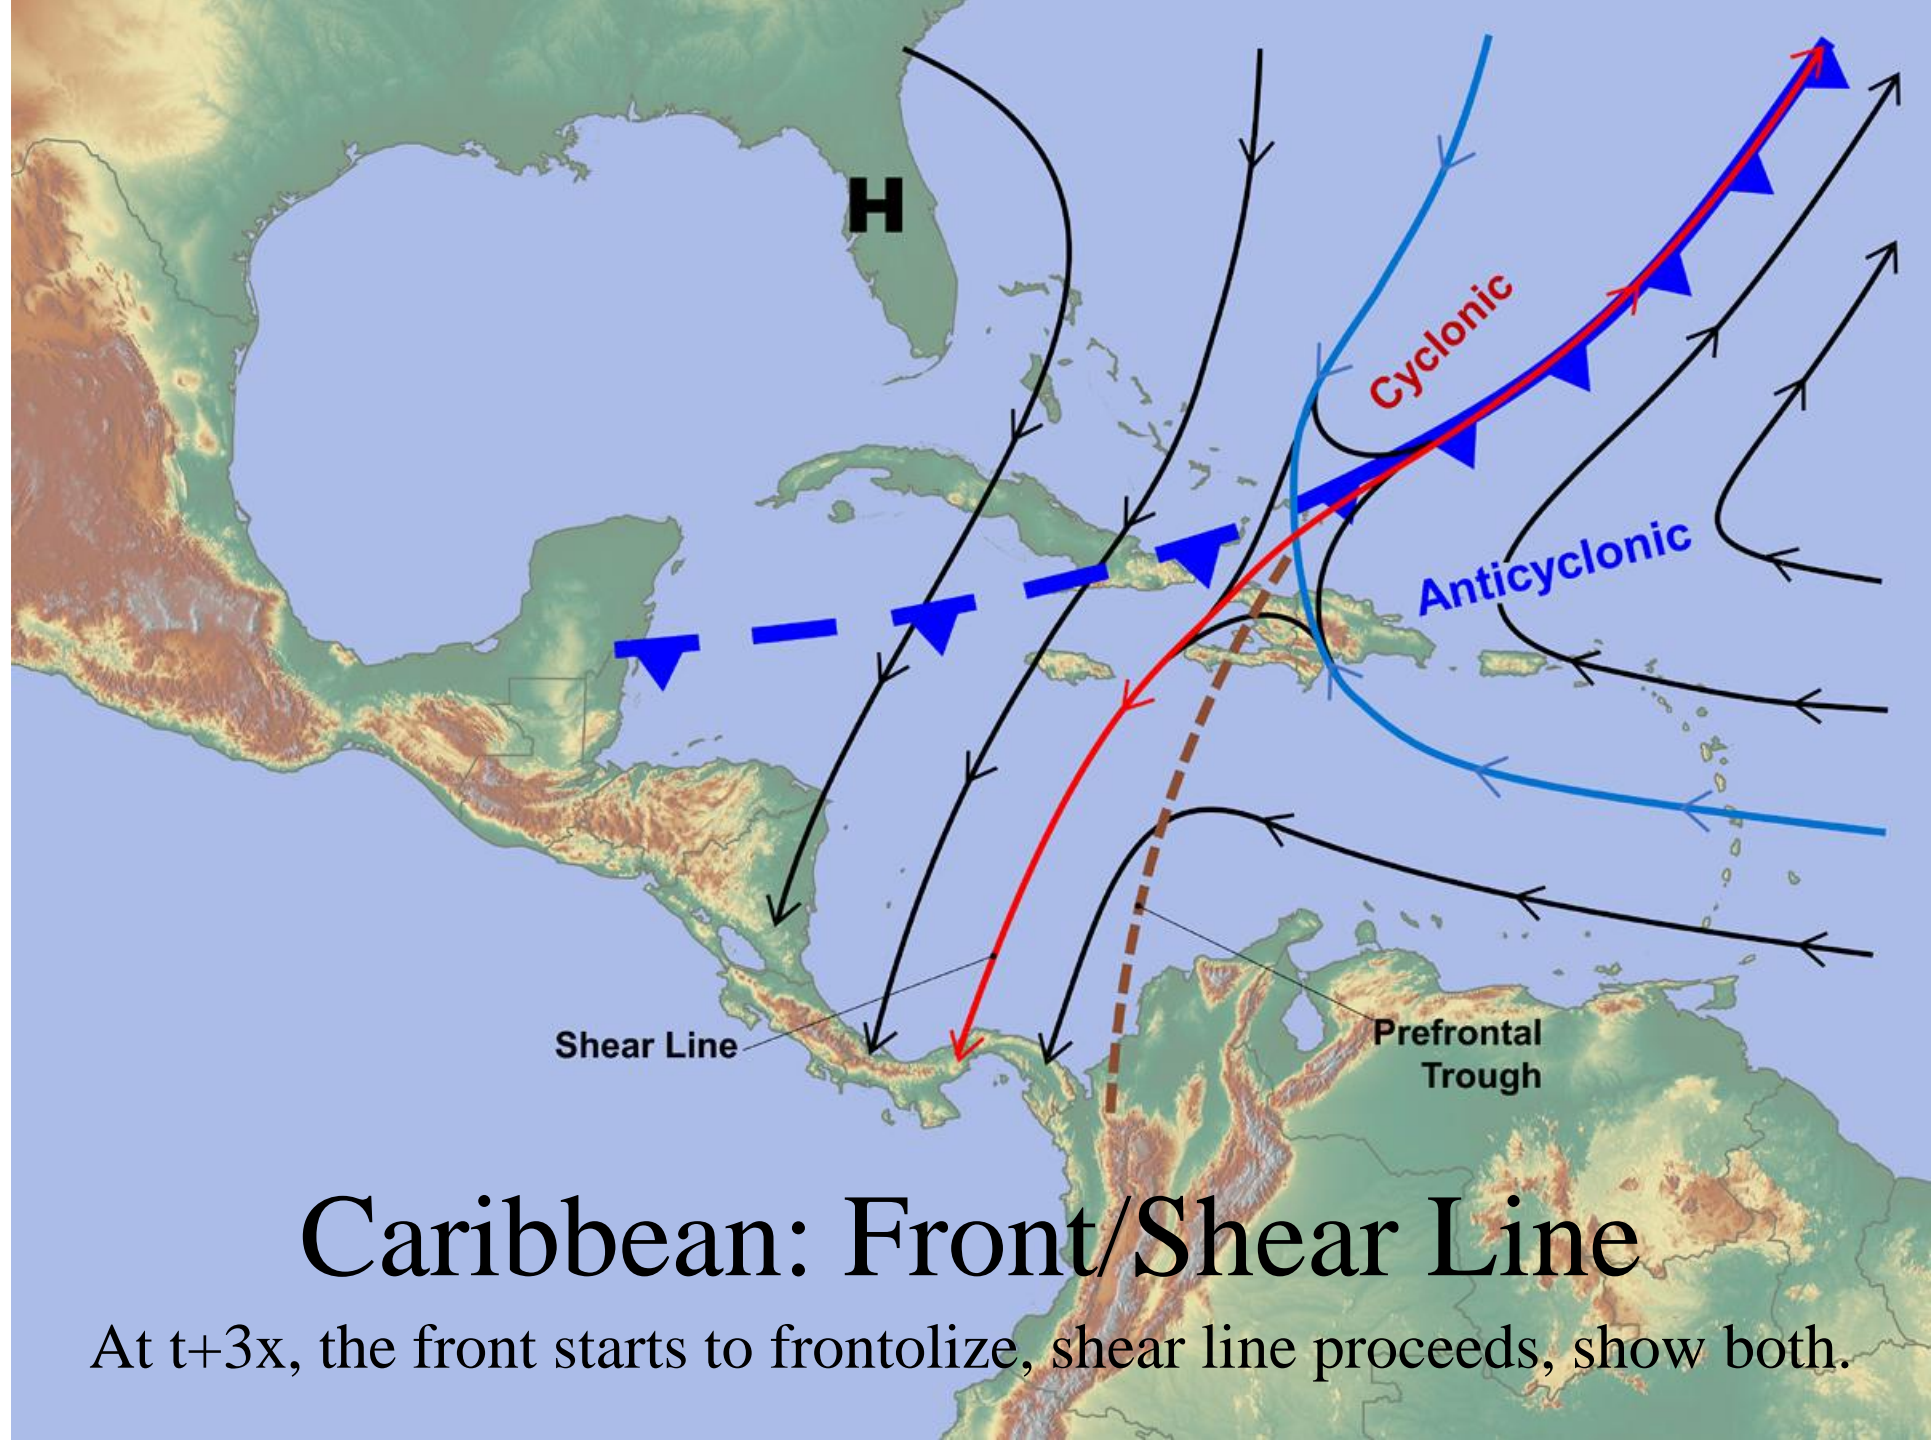 H
Cyclonic
Anticyclonic
Shear Line
Prefrontal
Trough
Caribbean: Front/Shear Line
At t+3x, the front starts to frontolize, shear line proceeds, show both.